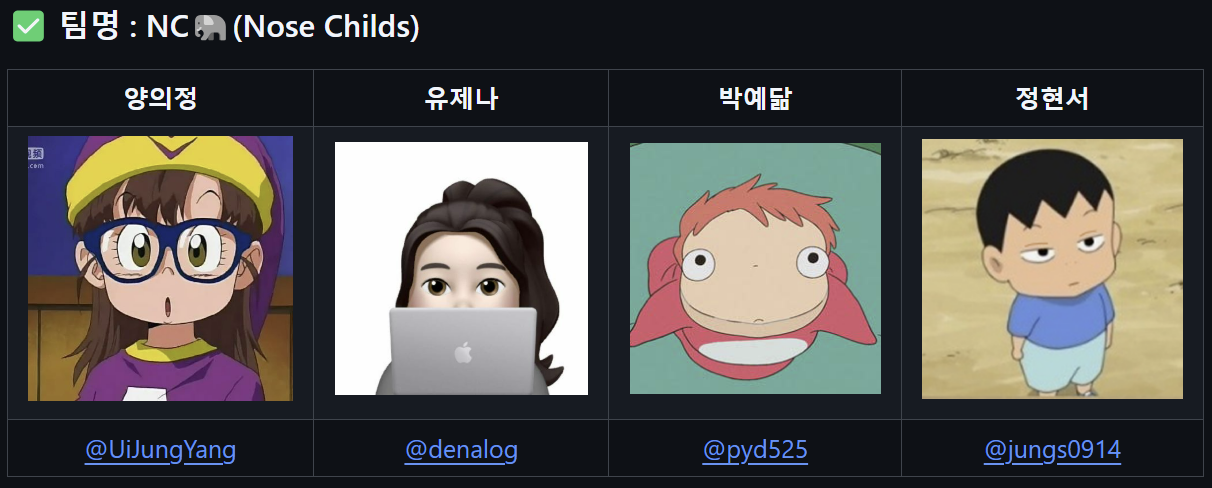 ✅ 팀명 : NC🐘(Nose Childs)
양의정 유제나 박예닮 정현서
.com
@UiJungYang @denalog @pyd525 @jungs0914